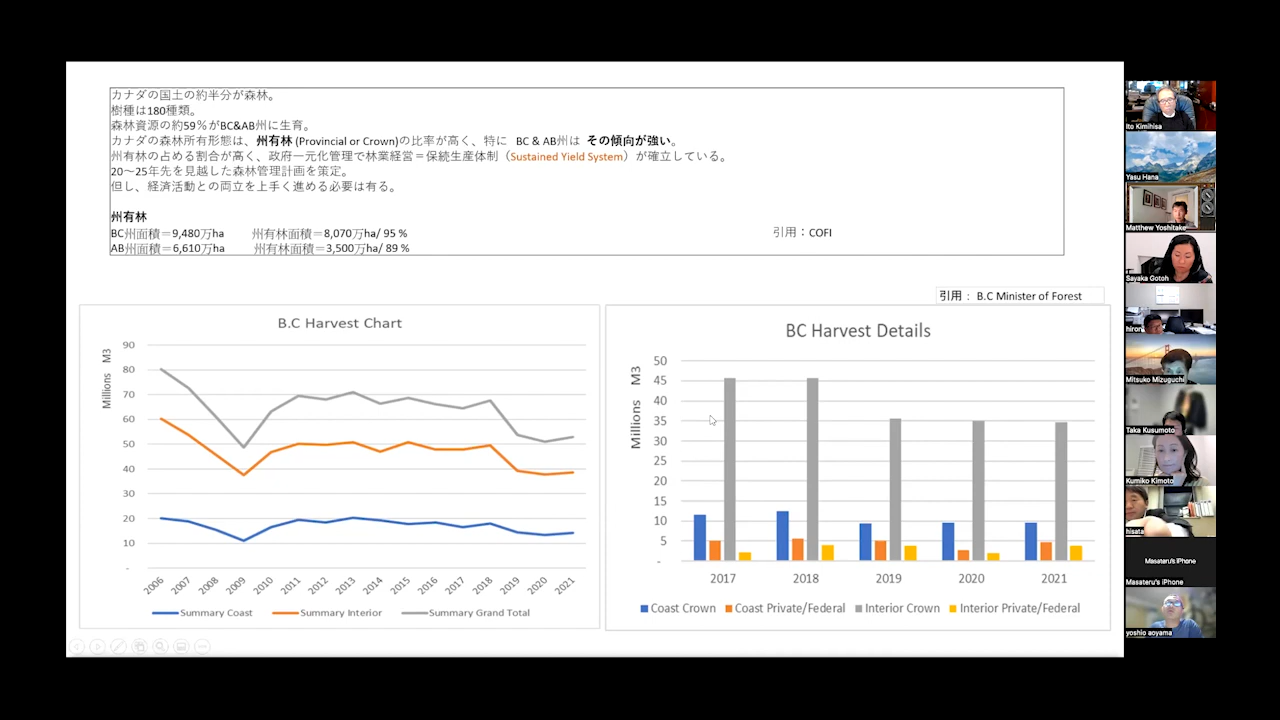 カナダの国土の約半分が森林。
樹種は180種類。
森林資源の約59％がBC&AB州に生育。
カナダの森林所有形態は、州有林 (Provincial or Crown)の比率が高く、特に BC & AB州は その傾向が強い。
州有林の占める割合が高く、政府一元化管理で林業経営＝保続生産体制（Sustained Yield System）が確立している。
20～25年先を見越した森林管理計画を策定。
但し、経済活動との両立を上手く進める必要は有る。
州有林
BC州面積＝9,480万ha 州有林面積＝8,070万ha/ 95 %
引用：COFI
AB州面積＝6,610万ha 州有林面積＝3,500万ha/ 89 %
引用： B.C Minister of Forest
B.C Harvest Chart
Millions M3
90
80
70
60
50
40
30
20
10
-
2006 2007 2008 2009 2010 2011 2012 2013 2014 2015 2016 2017 2018 2019 2020 2021
Summary Coast Summary Interior Summary Grand Total
BC Harvest Details
Millions M3
50
45
40
35
30
25
20
15
10
5
-
2017 2018 2019 2020 2021
Coast Crown Coast Private/Federal Interior Crown Interior Private/Federal
Ito Kimihisa
Yasu Hana
Matthew Yoshitake
Sayaka Gotoh
hiron
Mitsuko Mizuguchi
Taka Kusumoto
Kumiko Kimoto
hisata
Masateru's iPhone
Masateru's iPhone
yoshio aoyama